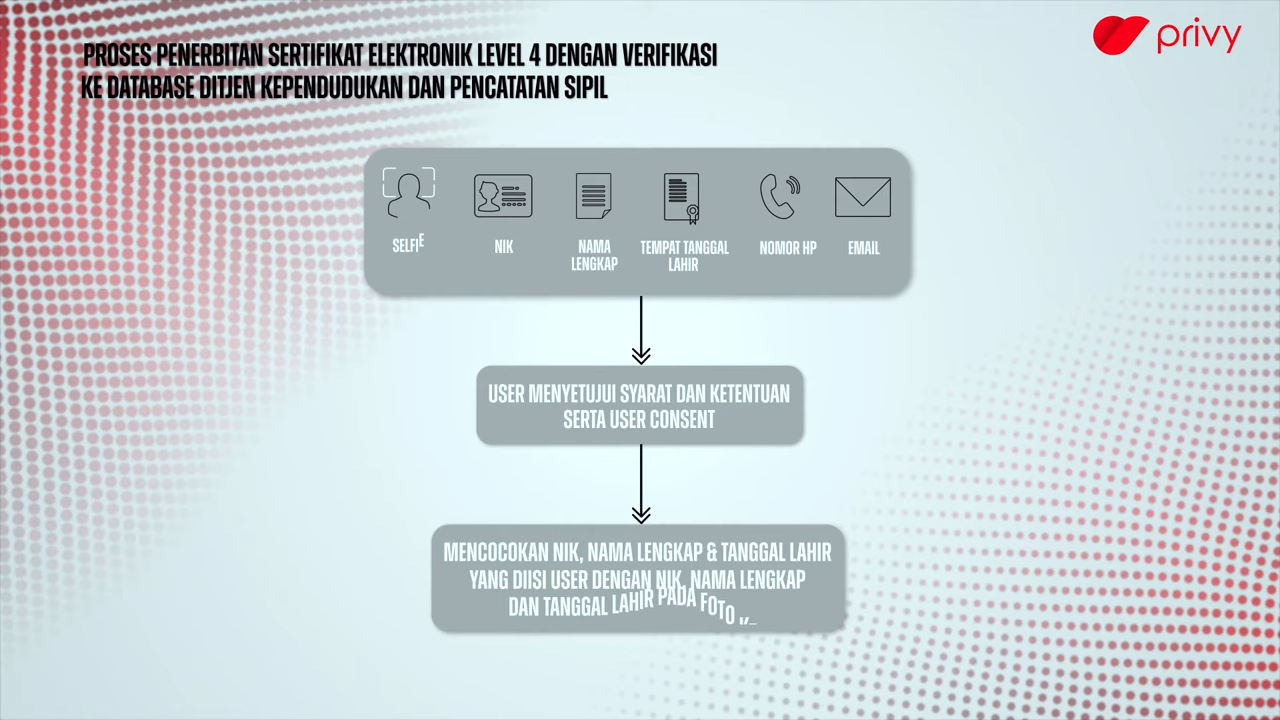 privy
PROSES PENERBITAN SERTIFIKAT ELEKTRONIK LEVEL 4 DENGAN VERIFIKASI
KE DATABASE DITJEN KEPENDUDUKAN DAN PENCATATAN SIPIL
SELFIE
NIK
NAMA
LENGKAP
TEMPAT TANGGAL
LAHIR
NOMOR HP
EMAIL
USER MENYETUJUI SYARAT DAN KETENTUAN
SERTA USER CONSENT
MENCOCOKAN NIK, NAMA LENGKAP & TANGGAL LAHIR
YANG DIISI USER DENGAN NIK, NAMA LENGKAP
DAN TANGGAL LAHIR PADA FOTO